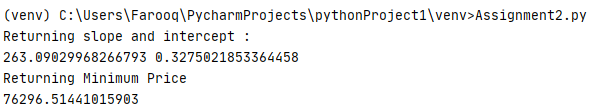 (venv) C:\Users\Farooq\PycharmProjects\pythonProject1\venv>Assignment2.py
Returning slope and intercept :
263.09029968266793 0.3275021853364458
Returning Minimum Price
76296.51441015903